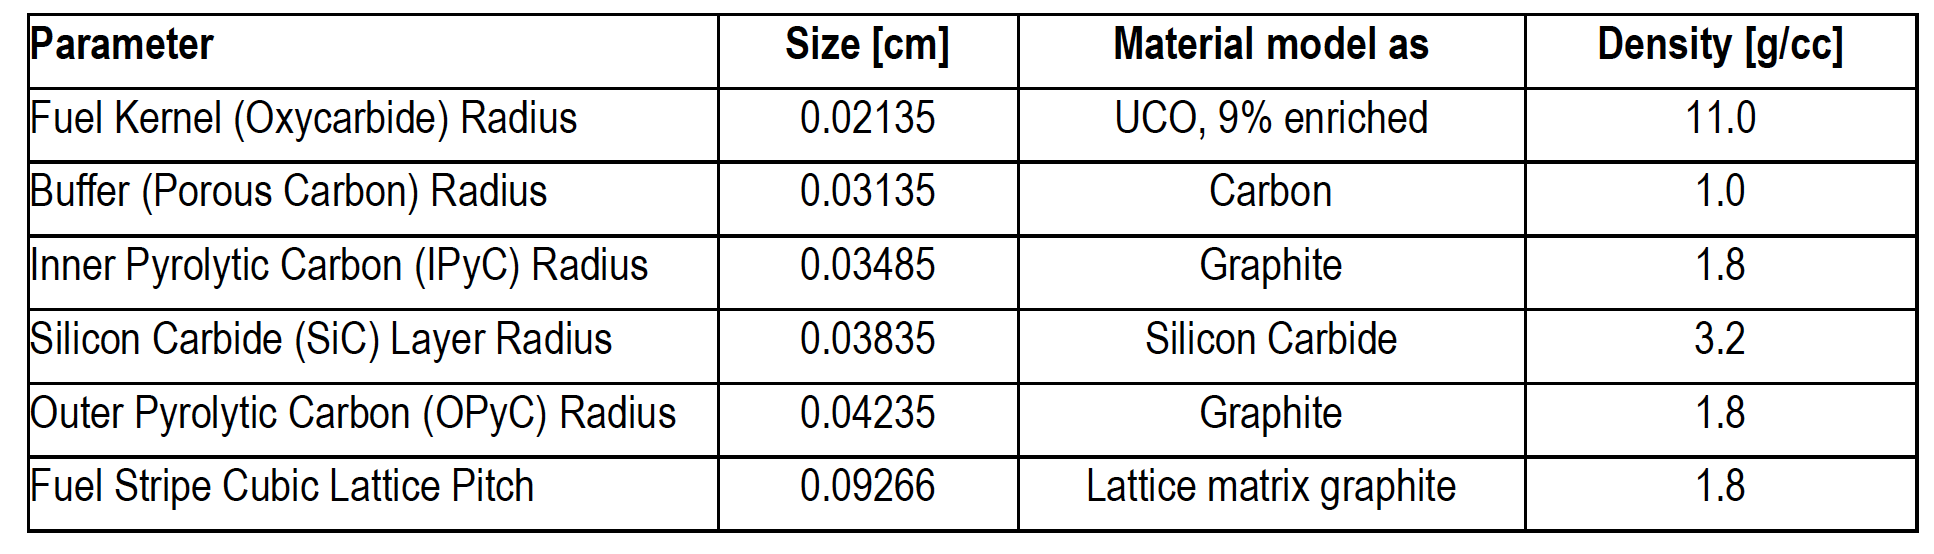 Parameter Size [cm] Material model as Density [g/cc]
Fuel Kernel (Oxycarbide) Radius 0.02135 UCO, 9% enriched 11.0
Buffer (Porous Carbon) Radius 0.03135 Carbon 1.0
Inner Pyrolytic Carbon (IPyC) Radius 0.03485 Graphite 1.8
Silicon Carbide (SiC) Layer Radius 0.03835 Silicon Carbide 3.2
Outer Pyrolytic Carbon (OPyC) Radius 0.04235 Graphite 1.8
Fuel Stripe Cubic Lattice Pitch 0.09266 Lattice matrix graphite 1.8